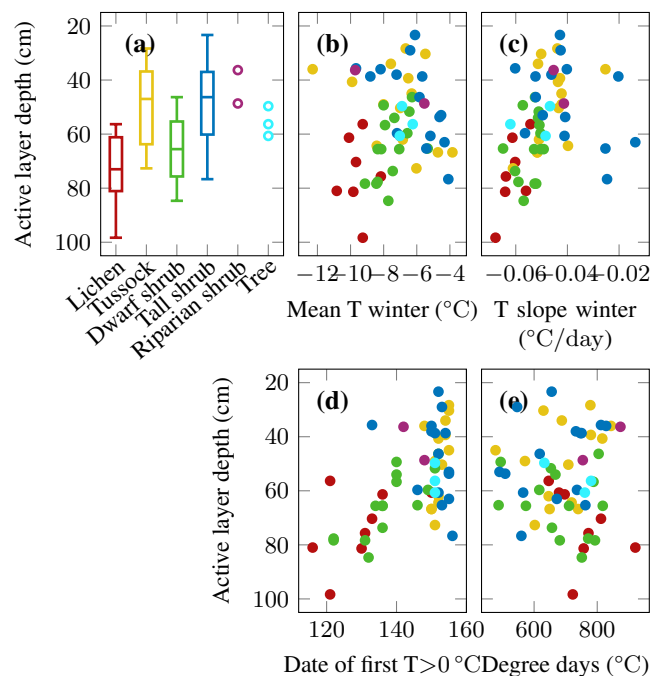 (a)
(b)
(c)
20
40
60
80
100
Active layer depth (cm)
Lichen
Tussock
Dwarf shrub
Tall shrub
Riparian shrub
Tree
−12 −10 −8 −6 −4
Mean T winter (°C)
−0.06 −0.04 −0.02
T slope winter
(°C/day)
(d)
(e)
20
40
60
80
100
Active layer depth (cm)
120 140 160
Date of first T>0 °C
600 800
Degree days (°C)